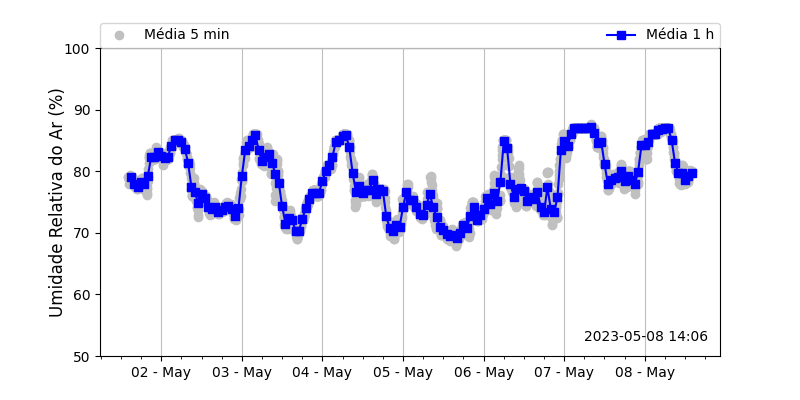 Média 5 min
Média 1 h
100
90
80
70
60
50
Umidade Relativa do Ar (%)
2023-05-08 14:06
02 - May
03 - May
04 - May
05 - May
06 - May
07 - May
08 - May